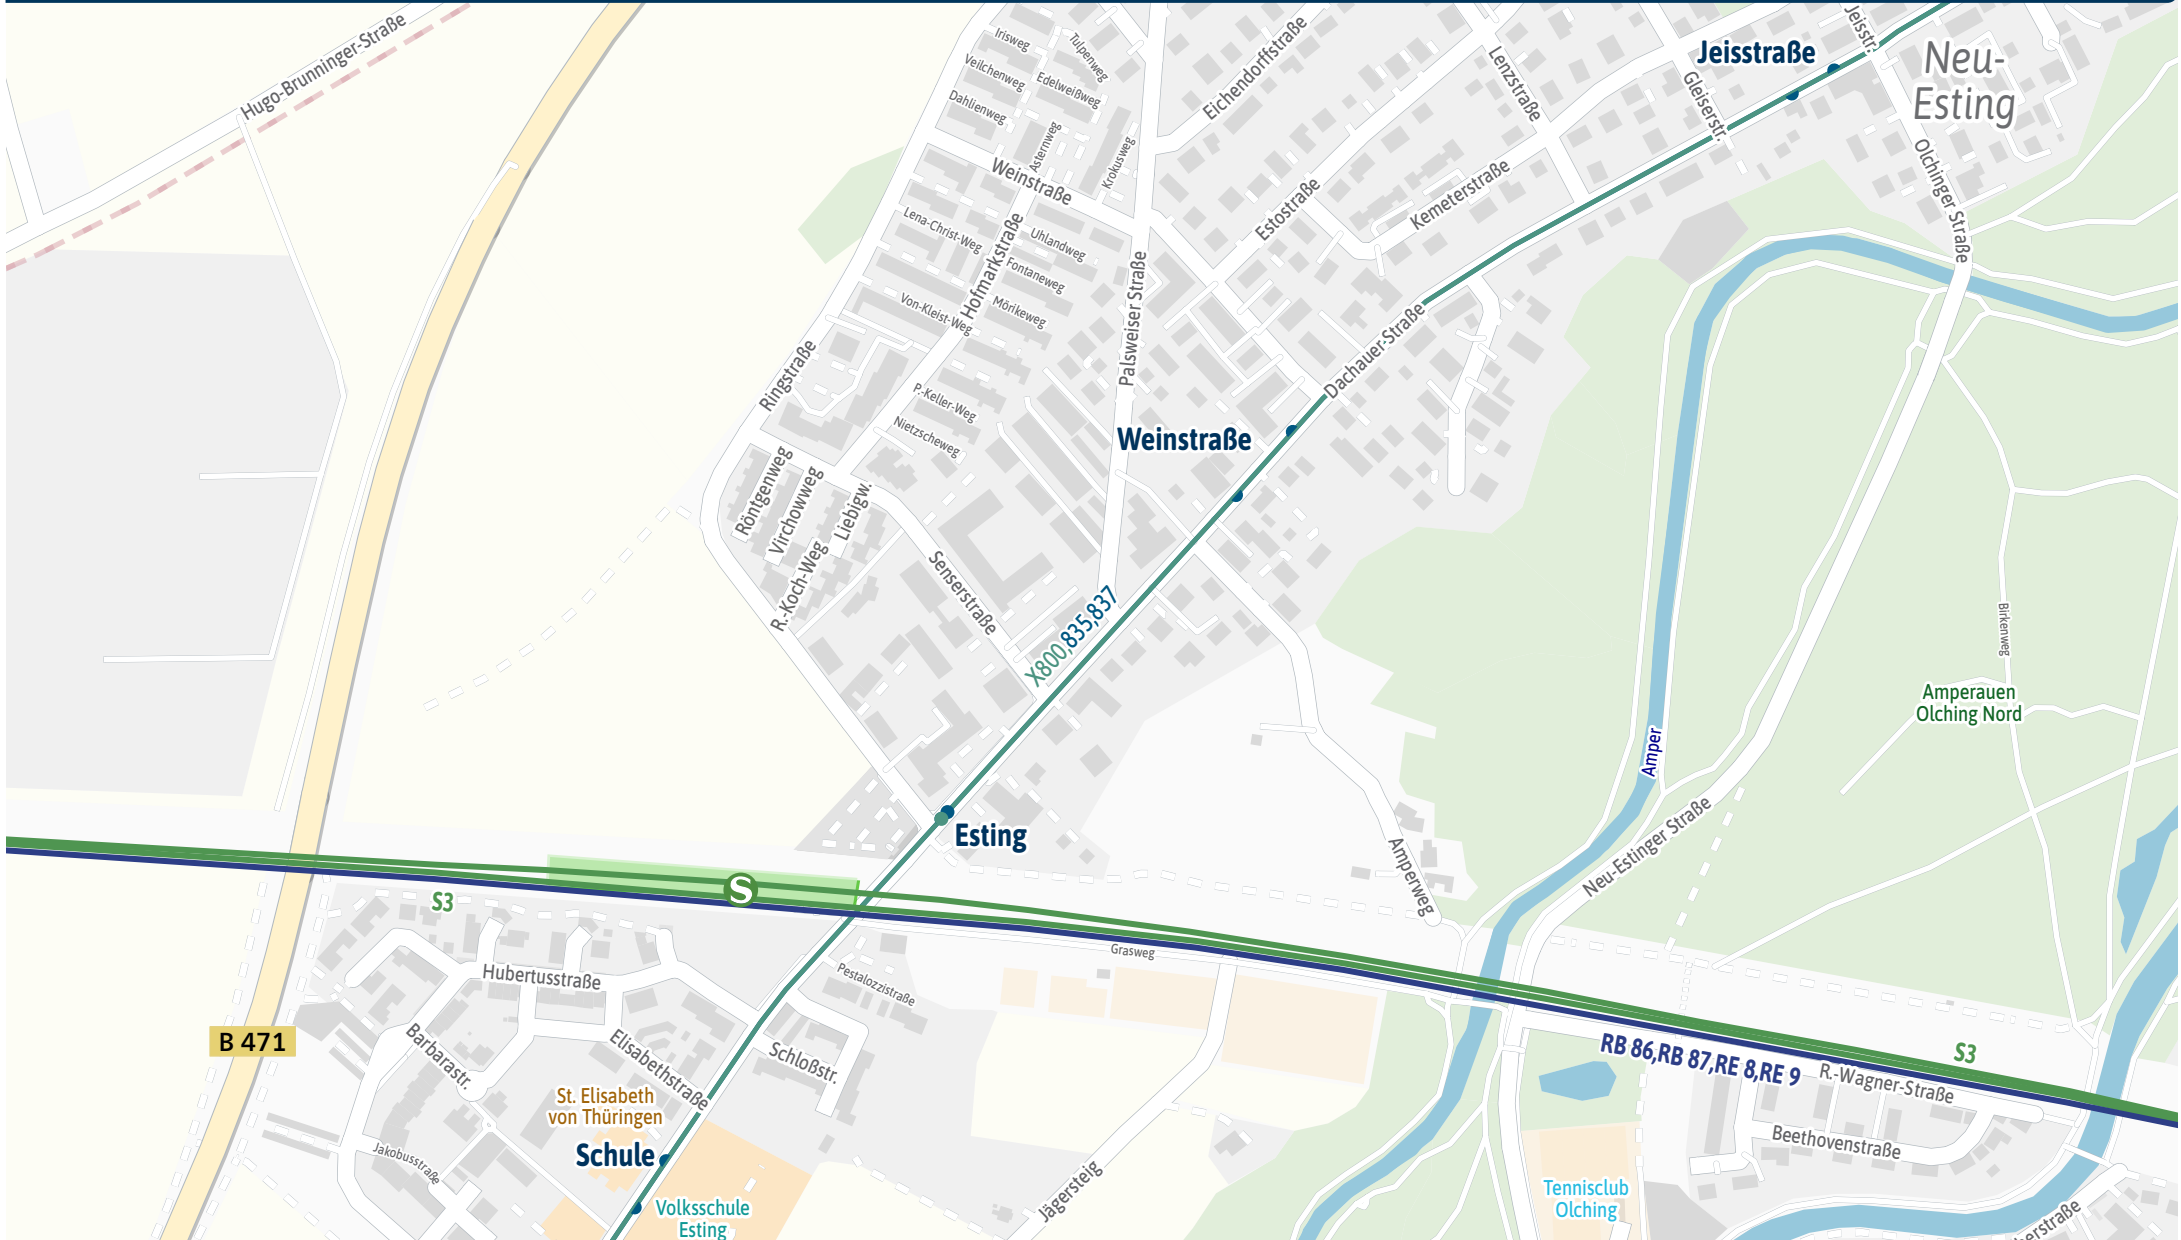 Hugo-Brunninger-Straße
Irisweg
Tulpenweg
Veilchenweg
Edelweißweg
Dahlienweg
Asternweg
Krokusweg
Eichendorffstraße
Lenzstraße
Jeisstraße
Jeisstr.
Gleiserstr.
Neu-
Esting
Olchinger Straße
Weinstraße
Lena-Christ-Weg
Hofmarkstraße
Uhlandweg
Fontaneweg
Mörikeweg
Von-Kleist-Weg
Palsweiser Straße
Estostraße
Kemeterstraße
Dachauer-Straße
Ringstraße
P.-Keller-Weg
Nietzscheweg
Weinstraße
Röntgenweg
Virchowweg
Liebigw.
R.-Koch-Weg
Senserstraße
X800,835,837
Birkenweg
Amperauen
Olching Nord
Amper
Neu-Estinger Straße
Esting
Amperweg
S
S3
Grasweg
Hubertusstraße
Pestalozzistraße
B 471
Barbarastr.
Elisabethstraße
Schloßstr.
RB 86,RB 87,RE 8,RE 9
S3
R.-Wagner-Straße
Beethovenstraße
St. Elisabeth
von Thüringen
Schule
Jakobusstraße
Volksschule
Esting
Jägersteig
Tennisclub
Olching